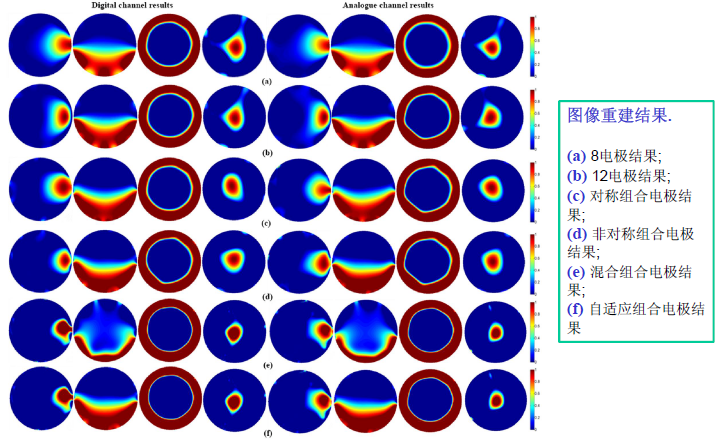 Digital channel results
Analogue channel results
(a)
(b)
(c)
(d)
(e)
(f)
图像重建结果.
(a) 8电极结果;
(b) 12电极结果;
(c) 对称组合电极结
果;
(d) 非对称组合电极
结果;
(e) 混合组合电极结
果;
(f) 自适应组合电极结
果